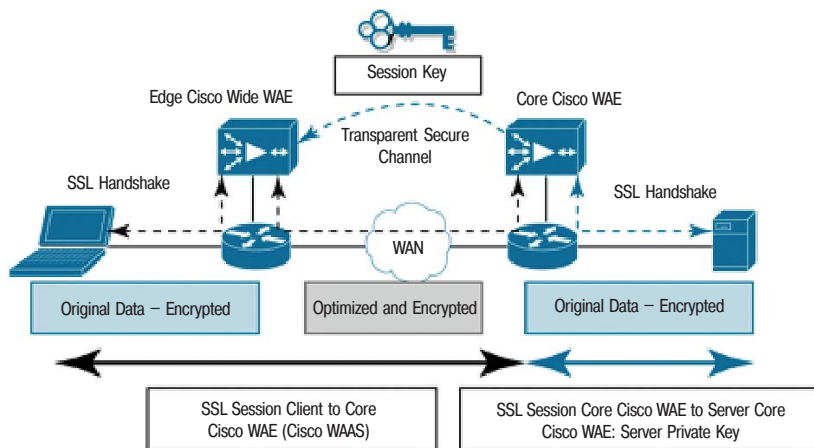 Session Key
Edge Cisco Wide WAE
Core Cisco WAE
Transparent Secure
Channel
SSL Handshake
SSL Handshake
WAN
Original Data – Encrypted
Optimized and Encrypted
Original Data – Encrypted
SSL Session Client to Core
Cisco WAE (Cisco WAAS)
SSL Session Core Cisco WAE to Server Core
Cisco WAE: Server Private Key